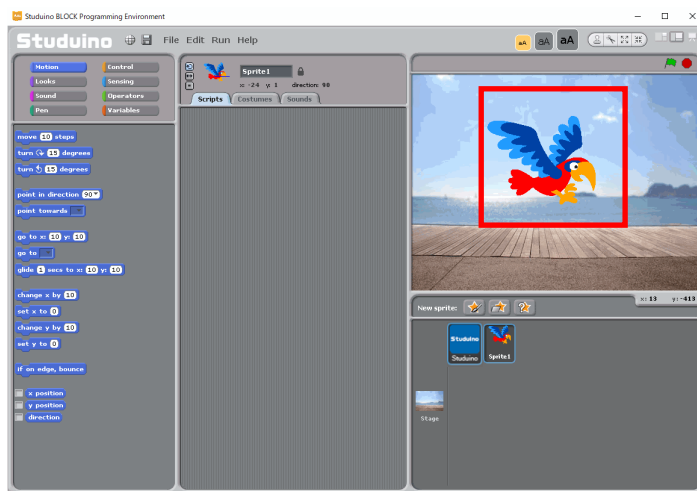 Studuino BLOCK Programming Environment
Studuino File Edit Run Help
aA aA aA
Motion Control
Looks Sensing
Sound Operators
Pen Variables
Sprite1
x: -24 y: 1 direction: 90
Scripts Costumes Sounds
move 10 steps
turn 15 degrees
turn 15 degrees
point in direction 90
point towards
go to x: 10 y: 10
go to
glide 1 secs to x: 10 y: 10
change x by 10
set x to 0
change y by 10
set y to 0
if on edge, bounce
x position
y position
direction
x: 13 y: -413
New sprite:
Studuino
Studuino Sprite1
Stage